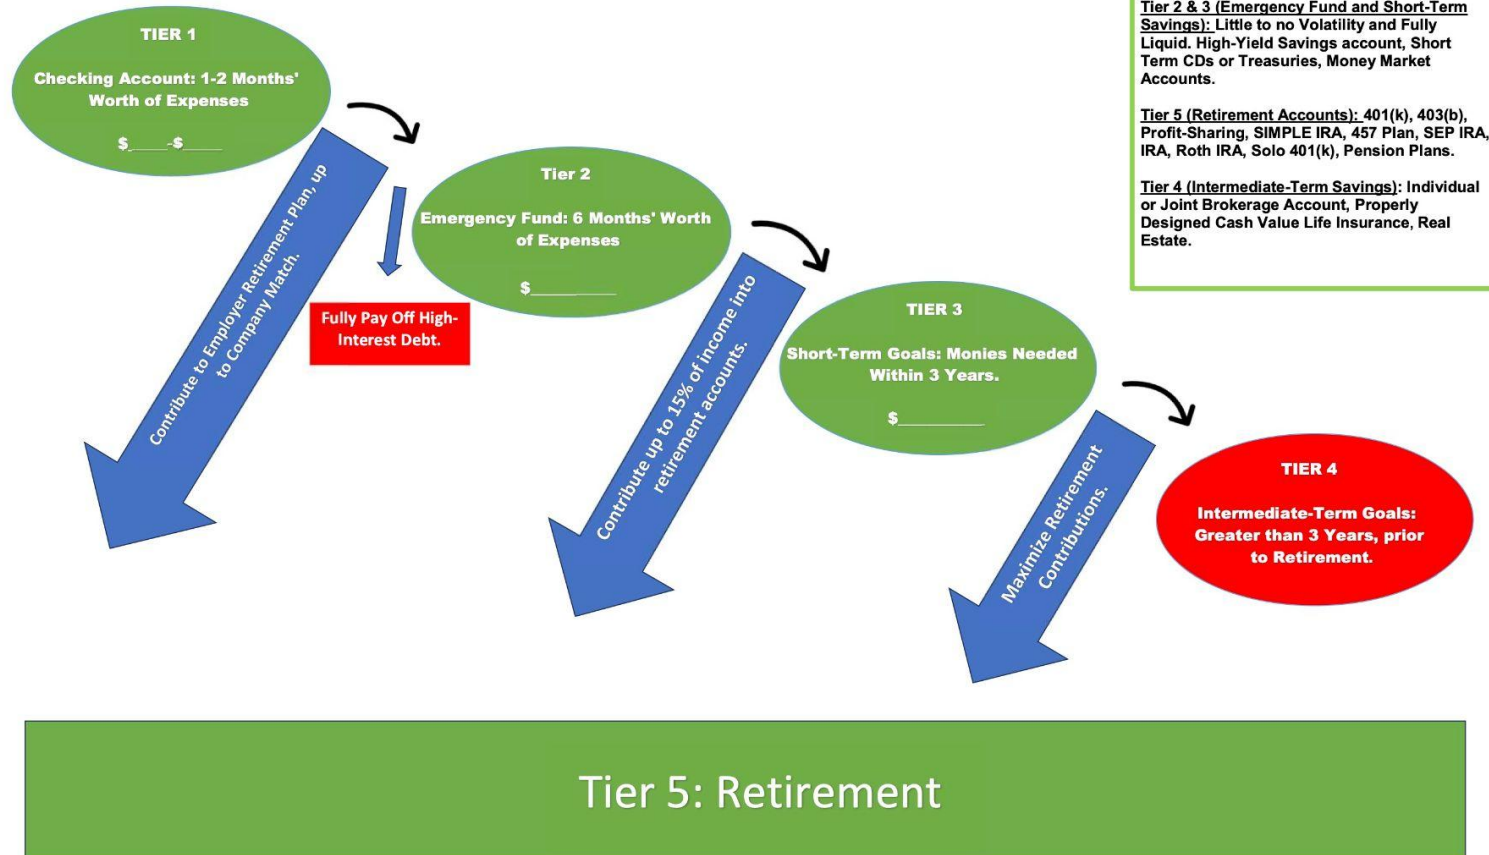 TIER 1
Checking Account: 1-2 Months'
Worth of Expenses
$_____-$_____
Contribute to Employer Retirement Plan, up
to Company Match.
Fully Pay Off High-
Interest Debt.
Tier 2
Emergency Fund: 6 Months' Worth
of Expenses
$__________
Contribute up to 15% of income into
retirement accounts.
TIER 3
Short-Term Goals: Monies Needed
Within 3 Years.
$__________
Maximize Retirement
Contributions.
TIER 4
Intermediate-Term Goals:
Greater than 3 Years, prior
to Retirement.
Tier 2 & 3 (Emergency Fund and Short-Term
Savings): Little to no Volatility and Fully
Liquid. High-Yield Savings account, Short
Term CDs or Treasuries, Money Market
Accounts.
Tier 5 (Retirement Accounts): 401(k), 403(b),
Profit-Sharing, SIMPLE IRA, 457 Plan, SEP IRA,
IRA, Roth IRA, Solo 401(k), Pension Plans.
Tier 4 (Intermediate-Term Savings): Individual
or Joint Brokerage Account, Properly
Designed Cash Value Life Insurance, Real
Estate.
Tier 5: Retirement